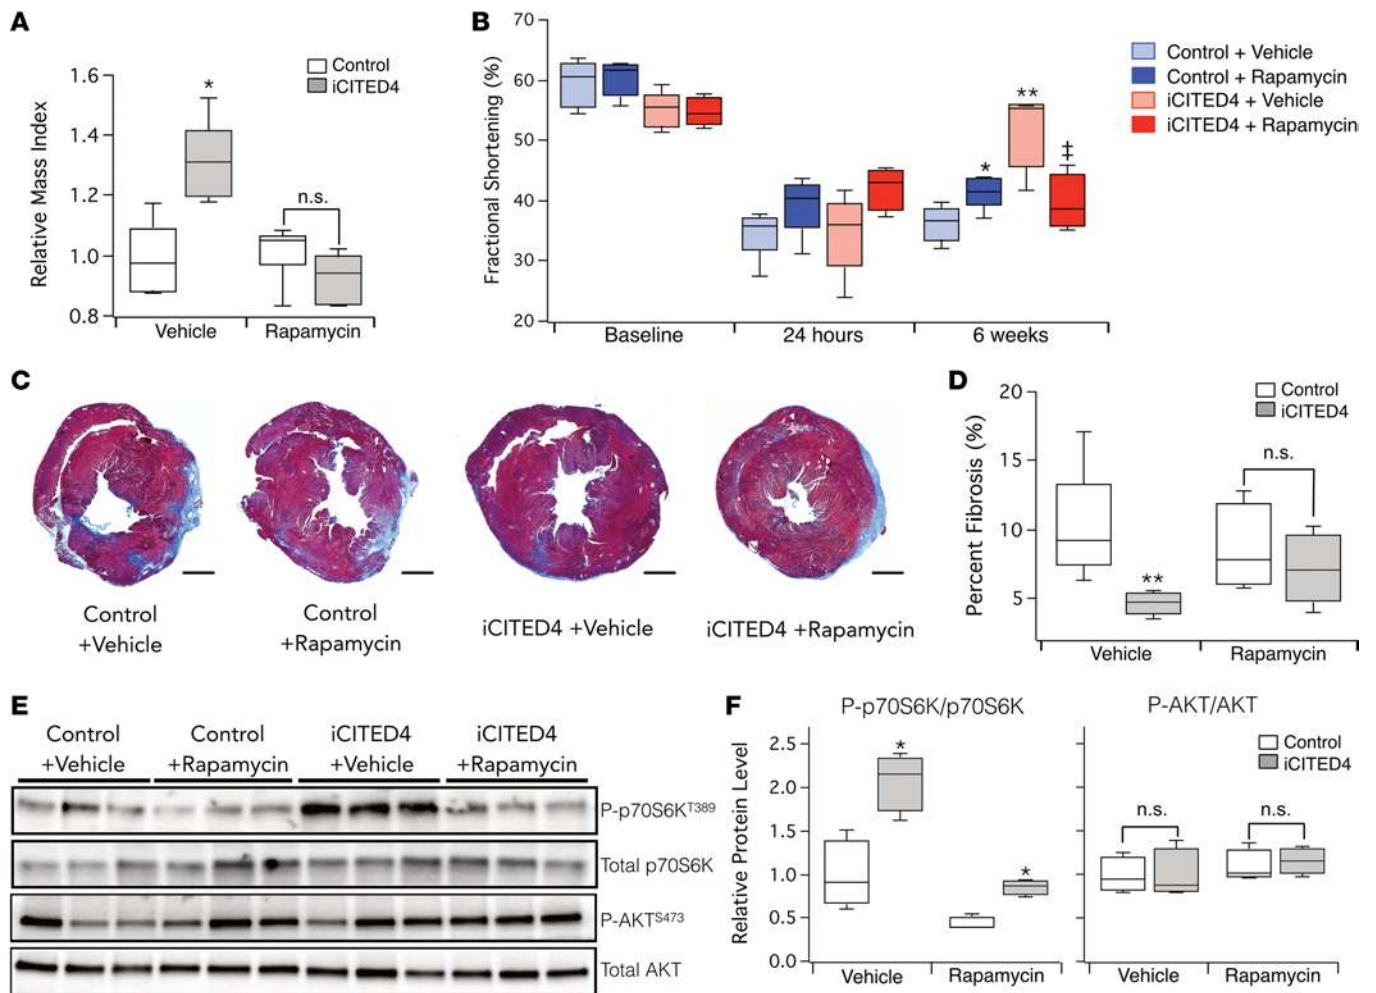 A
Control
iCITED4
Relative Mass Index
1.6
1.4
1.2
1.0
0.8
*
n.s.
Vehicle
Rapamycin
B
Fractional Shortening (%)
70
60
50
40
30
20
*
**
‡
Baseline
24 hours
6 weeks
Control + Vehicle
Control + Rapamycin
iCITED4 + Vehicle
iCITED4 + Rapamycin
C
Control
+Vehicle
Control
+Rapamycin
iCITED4 +Vehicle
iCITED4 +Rapamycin
D
Control
iCITED4
Percent Fibrosis (%)
20
15
10
5
**
n.s.
Vehicle
Rapamycin
E
Control
+Vehicle
Control
+Rapamycin
iCITED4
+Vehicle
iCITED4
+Rapamycin
P-p70S6KT389
Total p70S6K
P-AKTS473
Total AKT
F
P-p70S6K/p70S6K
Relative Protein Level
2.5
2.0
1.5
1.0
0.5
0.0
*
*
Vehicle
Rapamycin
P-AKT/AKT
Control
iCITED4
n.s.
n.s.
Vehicle
Rapamycin